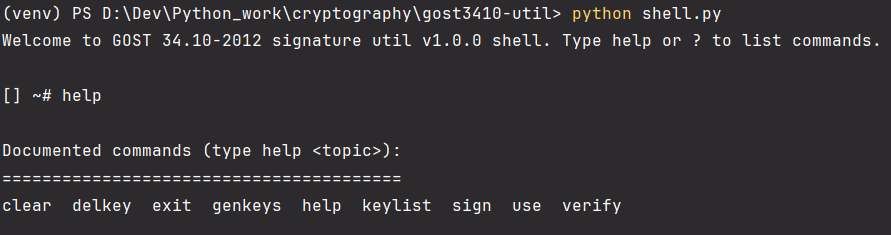 (venv) PS D:\Dev\Python_work\cryptography\gost3410-util> python shell.py
Welcome to GOST 34.10-2012 signature util v1.0.0 shell. Type help or ? to list commands.
[] ~# help
Documented commands (type help <topic>):
========================================
clear  delkey  exit  genkeys  help  keylist  sign  use  verify